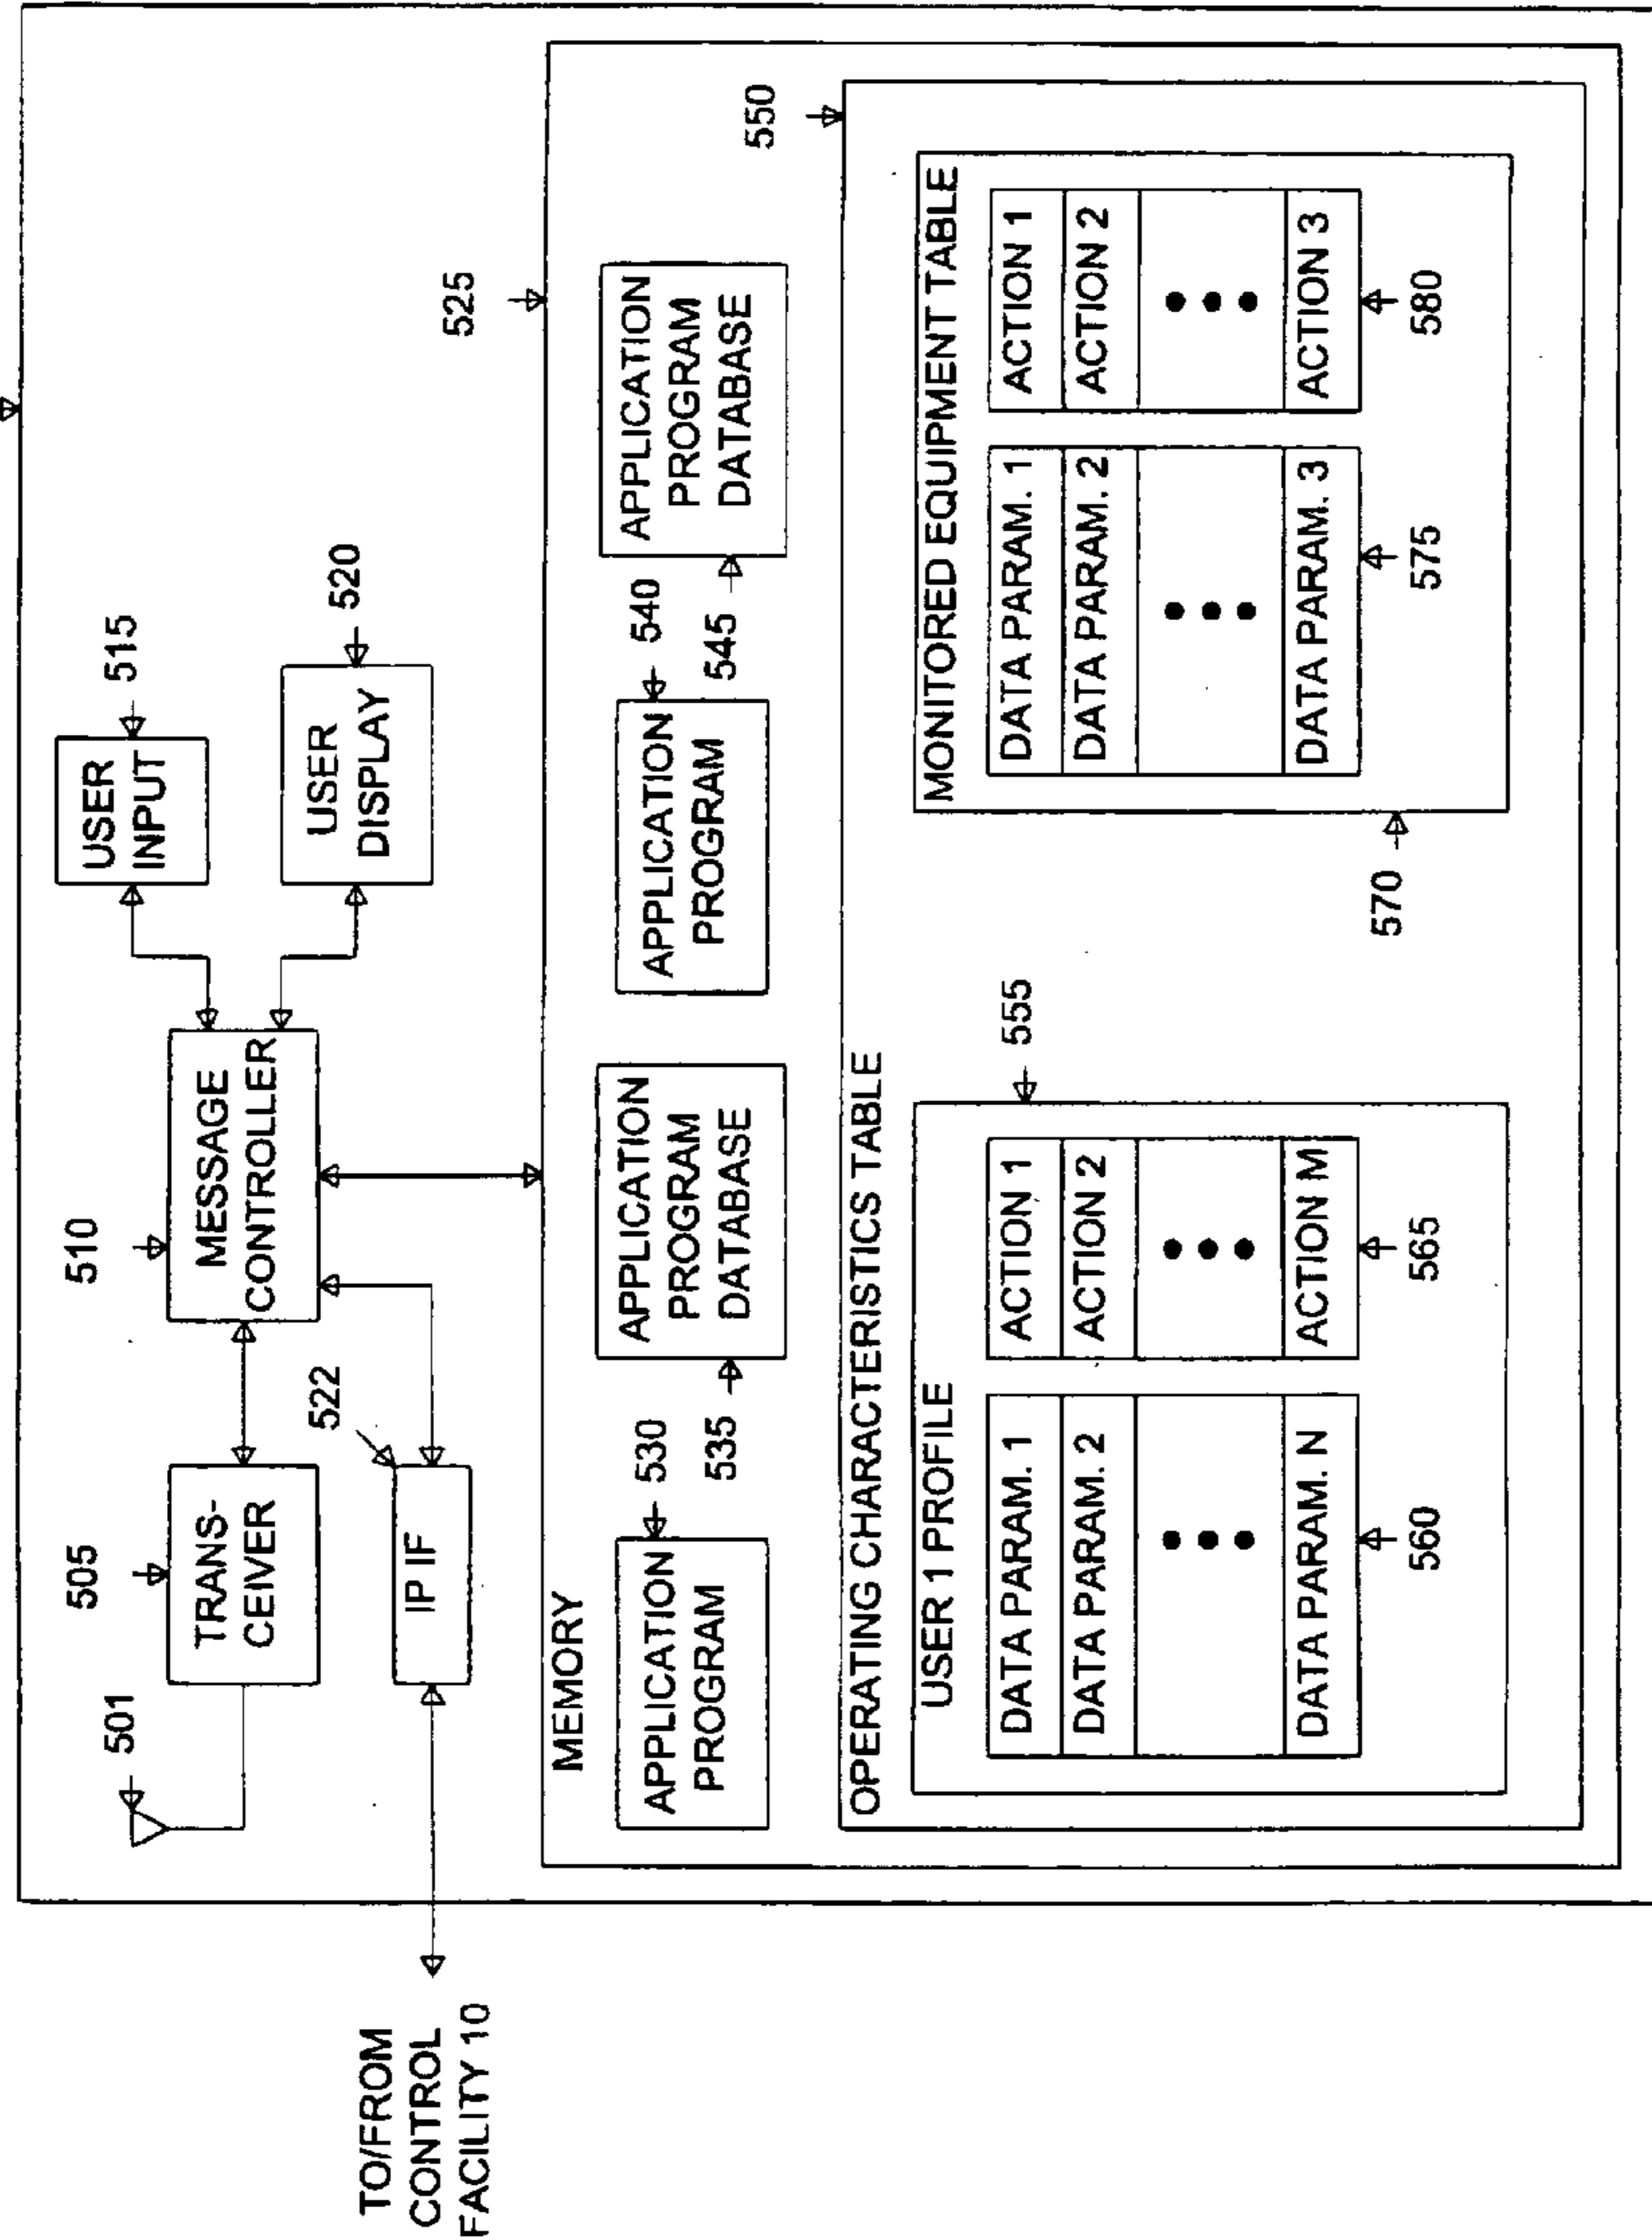 501
505
TRANS-
CEIVER
510
MESSAGE
CONTROLLER
USER
INPUT
515
USER
DISPLAY
520
522
IP IF
TO/FROM
CONTROL
FACILITY 10
525
MEMORY
APPLICATION
PROGRAM
530
535
APPLICATION
PROGRAM
DATABASE
APPLICATION
PROGRAM
540
545
APPLICATION
PROGRAM
DATABASE
550
OPERATING CHARACTERISTICS TABLE
USER 1 PROFILE
555
DATA PARAM. 1
DATA PARAM. 2
DATA PARAM. N
560
ACTION 1
ACTION 2
ACTION M
565
570
MONITORED EQUIPMENT TABLE
DATA PARAM. 1
DATA PARAM. 2
DATA PARAM. 3
575
ACTION 1
ACTION 2
ACTION 3
580